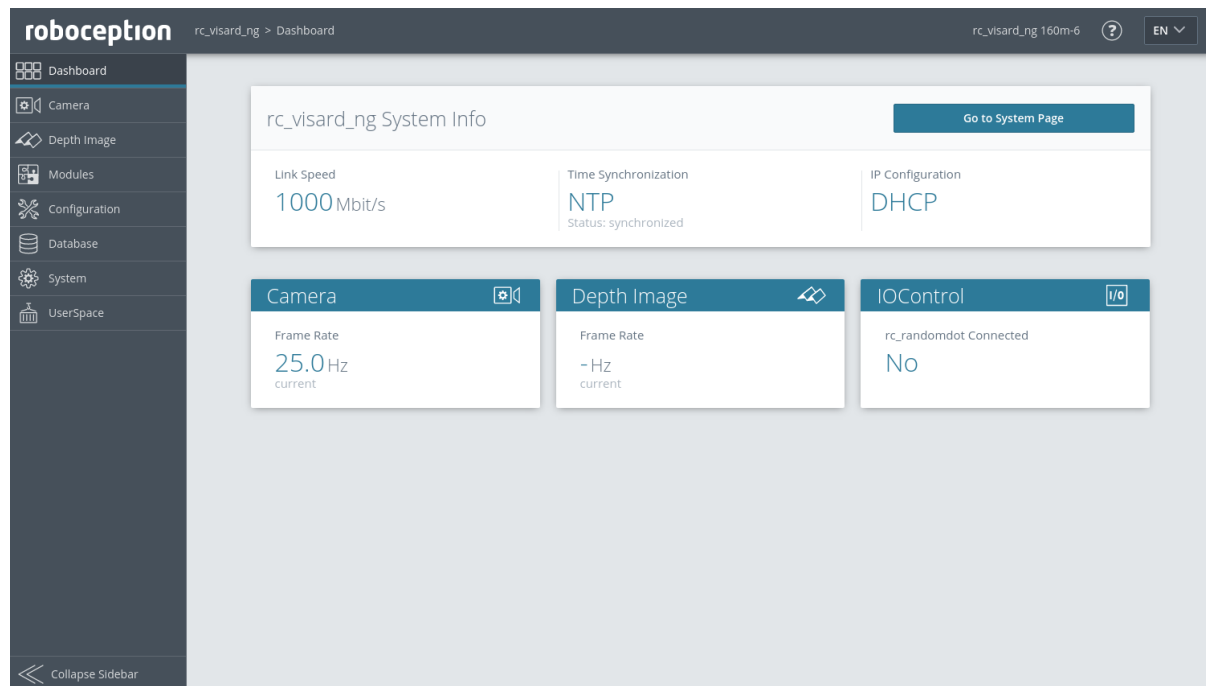 roboception
rc_visard_ng > Dashboard
rc_visard_ng 160m-6
?
EN
Dashboard
Camera
Depth Image
Modules
Configuration
Database
System
UserSpace
Collapse Sidebar
rc_visard_ng System Info
Go to System Page
Link Speed
1000 Mbit/s
Time Synchronization
NTP
Status: synchronized
IP Configuration
DHCP
Camera
Frame Rate
25.0 Hz
current
Depth Image
Frame Rate
- Hz
current
IOControl
I/O
rc_randomdot Connected
No